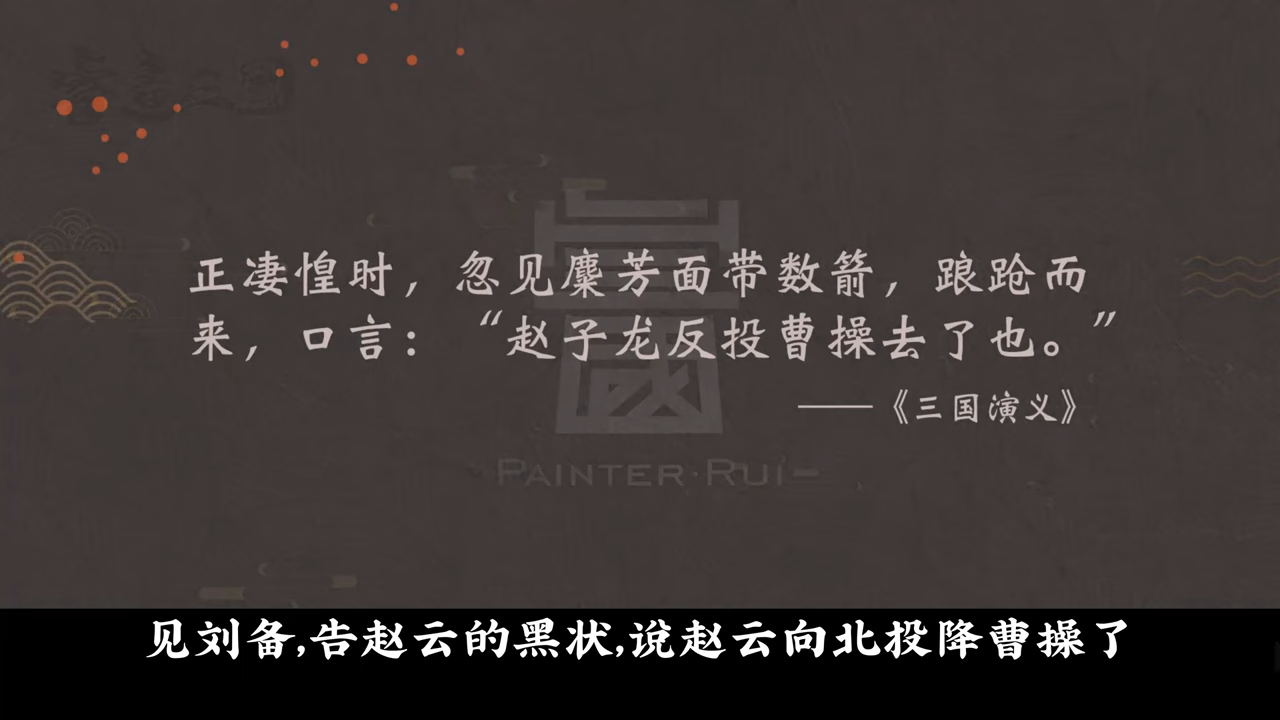 正凄惶时，忽见麋芳面带数箭，踉跄而
来，口言：“赵子龙反投曹操去了也。”
——《三国演义》
PAINTER·RUI
见刘备,告赵云的黑状,说赵云向北投降曹操了